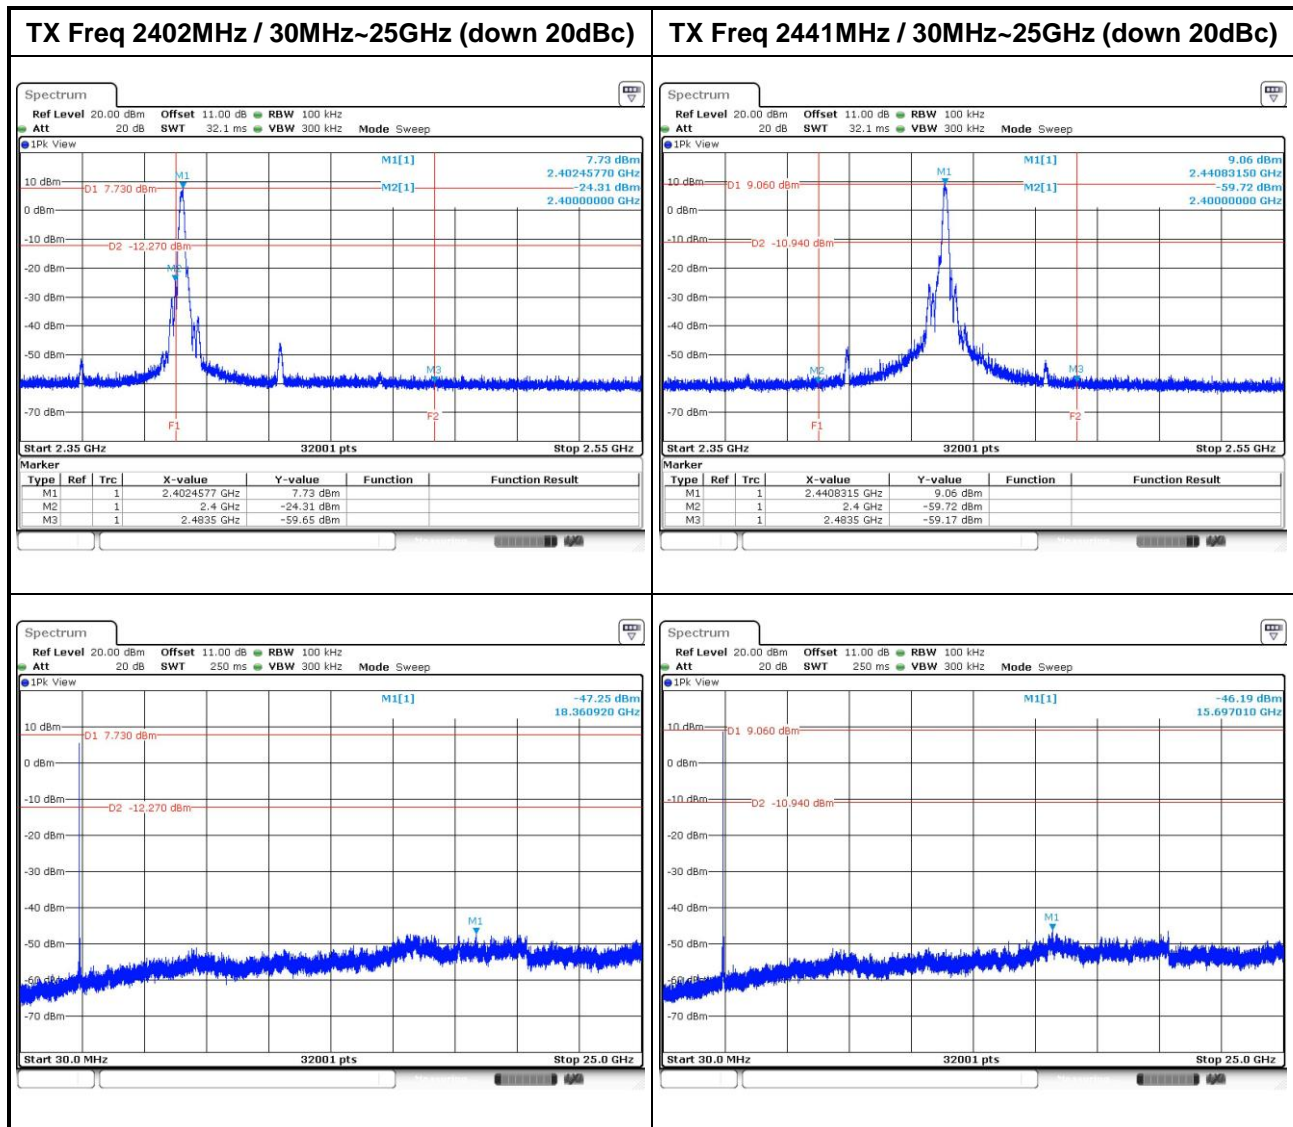 TX Freq 2402MHz / 30MHz~25GHz (down 20dBc)
TX Freq 2441MHz / 30MHz~25GHz (down 20dBc)
Spectrum
Ref Level 20.00 dBm Offset 11.00 dB RBW 100 kHz
Att 20 dB SWT 32.1 ms VBW 300 kHz Mode Sweep
1Pk View
M1[1] 7.73 dBm
2.40245770 GHz
M2[1] -24.31 dBm
2.40000000 GHz
M1
10 dBm
D1 7.730 dBm
0 dBm
-10 dBm
D2 -12.270 dBm
-20 dBm
M2
-30 dBm
-40 dBm
-50 dBm
M3
-70 dBm
F1
F2
Start 2.35 GHz 32001 pts Stop 2.55 GHz
Marker
Type Ref Trc X-value Y-value Function Function Result
M1 1 2.4024577 GHz 7.73 dBm
M2 1 2.4 GHz -24.31 dBm
M3 1 2.4835 GHz -59.65 dBm
Spectrum
Ref Level 20.00 dBm Offset 11.00 dB RBW 100 kHz
Att 20 dB SWT 32.1 ms VBW 300 kHz Mode Sweep
1Pk View
M1[1] 9.06 dBm
2.44083150 GHz
M2[1] -59.72 dBm
2.40000000 GHz
M1
10 dBm
D1 9.060 dBm
0 dBm
-10 dBm
D2 -10.940 dBm
-20 dBm
-30 dBm
-40 dBm
-50 dBm
M2
M3
-70 dBm
F1
F2
Start 2.35 GHz 32001 pts Stop 2.55 GHz
Marker
Type Ref Trc X-value Y-value Function Function Result
M1 1 2.4408315 GHz 9.06 dBm
M2 1 2.4 GHz -59.72 dBm
M3 1 2.4835 GHz -59.17 dBm
Spectrum
Ref Level 20.00 dBm Offset 11.00 dB RBW 100 kHz
Att 20 dB SWT 250 ms VBW 300 kHz Mode Sweep
1Pk View
M1[1] -47.25 dBm
18.360920 GHz
10 dBm
D1 7.730 dBm
0 dBm
-10 dBm
D2 -12.270 dBm
-20 dBm
-30 dBm
-40 dBm
M1
-50 dBm
-70 dBm
Start 30.0 MHz 32001 pts Stop 25.0 GHz
Spectrum
Ref Level 20.00 dBm Offset 11.00 dB RBW 100 kHz
Att 20 dB SWT 250 ms VBW 300 kHz Mode Sweep
1Pk View
M1[1] -46.19 dBm
15.697010 GHz
10 dBm
D1 9.060 dBm
0 dBm
-10 dBm
D2 -10.940 dBm
-20 dBm
-30 dBm
-40 dBm
M1
-50 dBm
-70 dBm
Start 30.0 MHz 32001 pts Stop 25.0 GHz